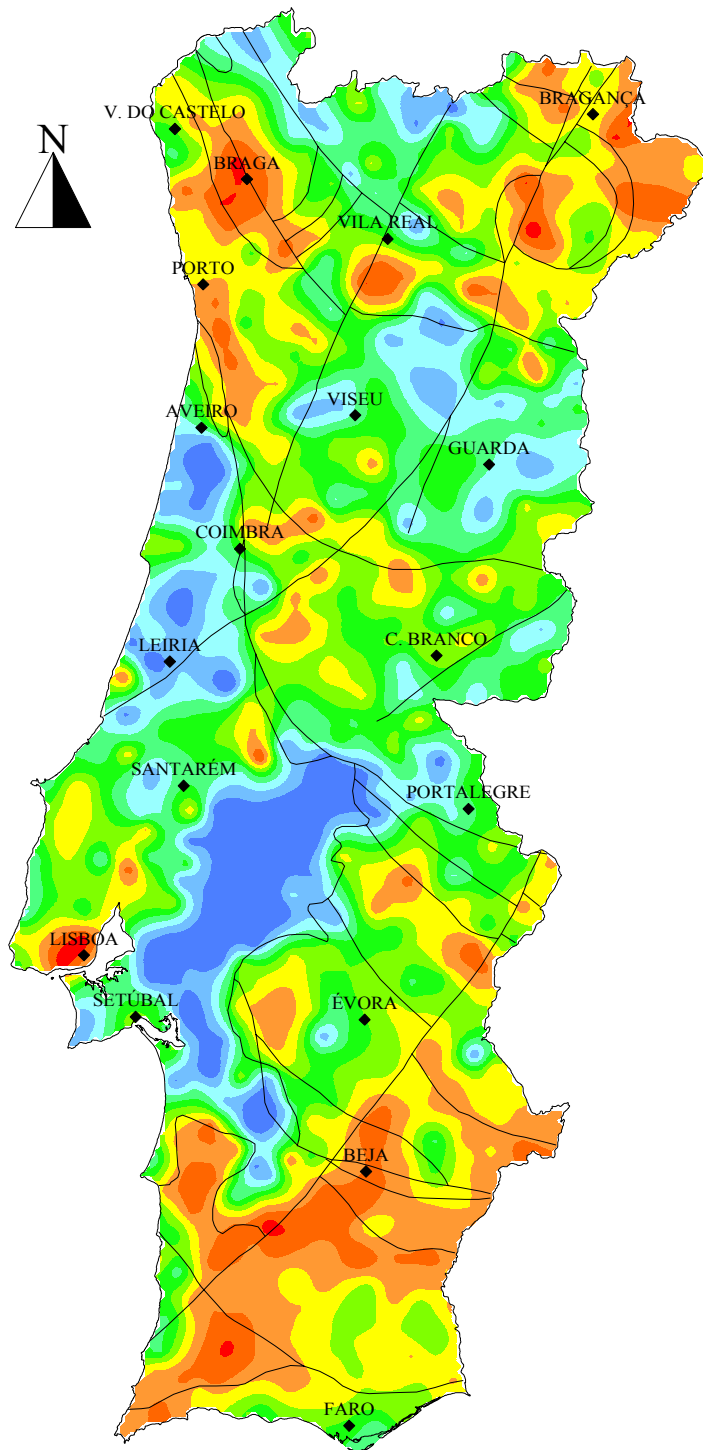 V. DO CASTELO
BRAGANÇA
N
BRAGA
VILA REAL
PORTO
AVEIRO
VISEU
GUARDA
COIMBRA
C. BRANCO
LEIRIA
SANTARÉM
PORTALEGRE
LISBOA
SETÚBAL
ÉVORA
BEJA
FARO